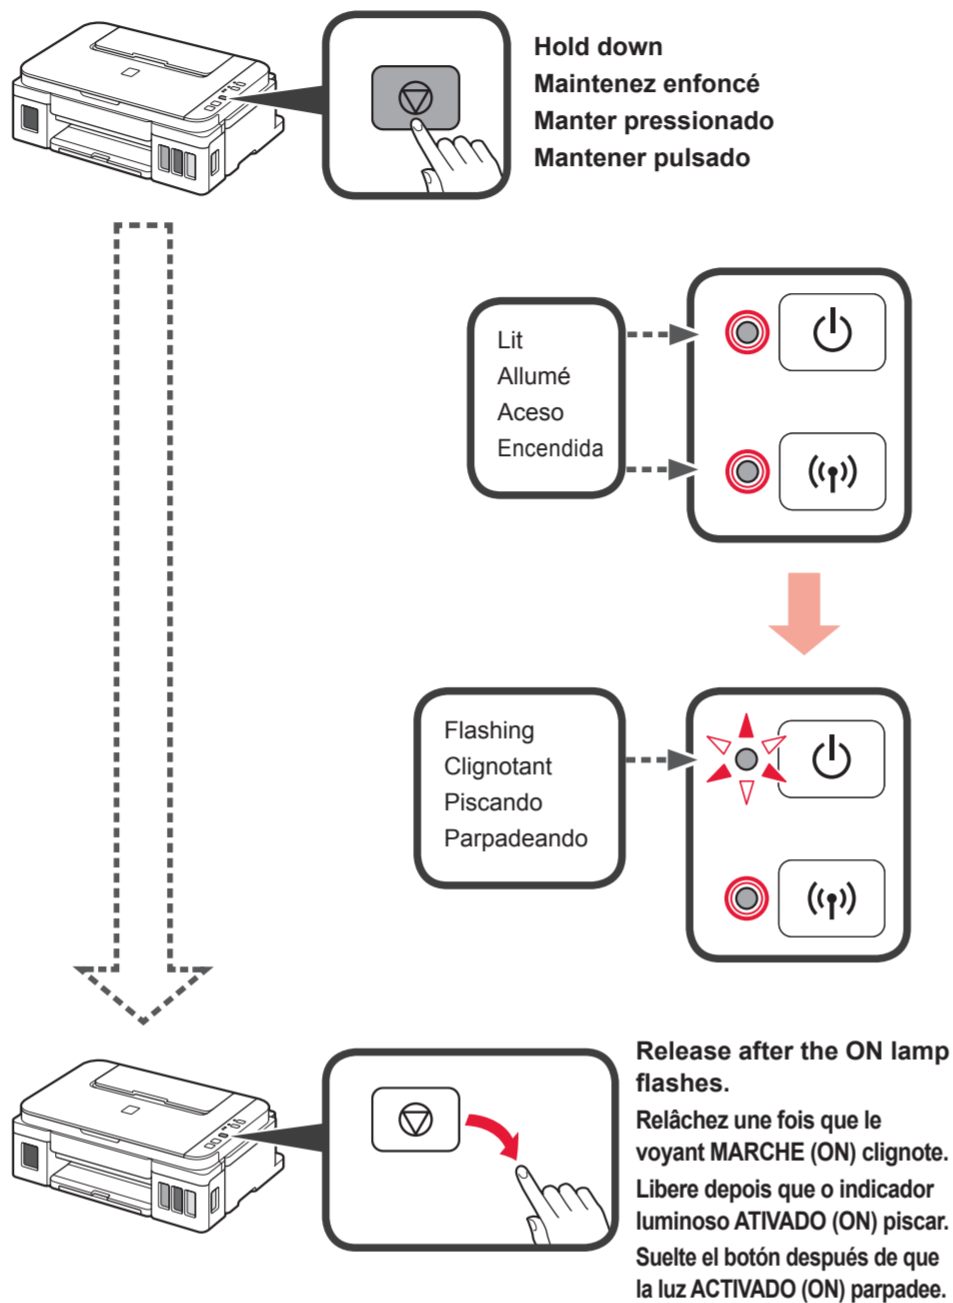 Hold down
Maintenez enfoncé
Manter pressionado
Mantener pulsado
Lit
Allumé
Aceso
Encendida
Flashing
Clignotant
Piscando
Parpadeando
Release after the ON lamp
flashes.
Relâchez une fois que le
voyant MARCHE (ON) clignote.
Libere depois que o indicador
luminoso ATIVADO (ON) piscar.
Suelte el botón después de que
la luz ACTIVADO (ON) parpadee.